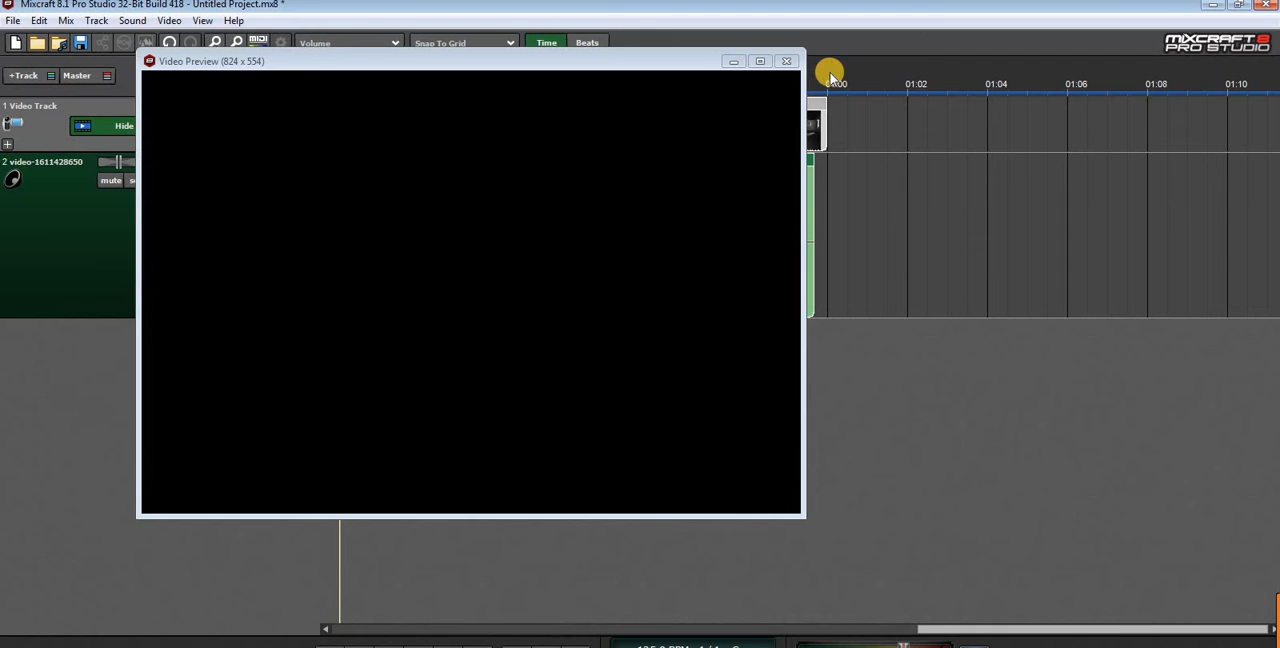 Mixcraft 8.1 Pro Studio 32-Bit Build 418 - Untitled Project.mx8 *
File Edit Mix Track Sound Video View Help
MIDI Volume Snap To Grid Time Beats
MIXCRAFT 8
PRO STUDIO
Video Preview (824 x 554)
+Track Master
:00 01:02 01:04 01:06 01:08 01:10
1 Video Track
Hide
2 video-1611428650
mute